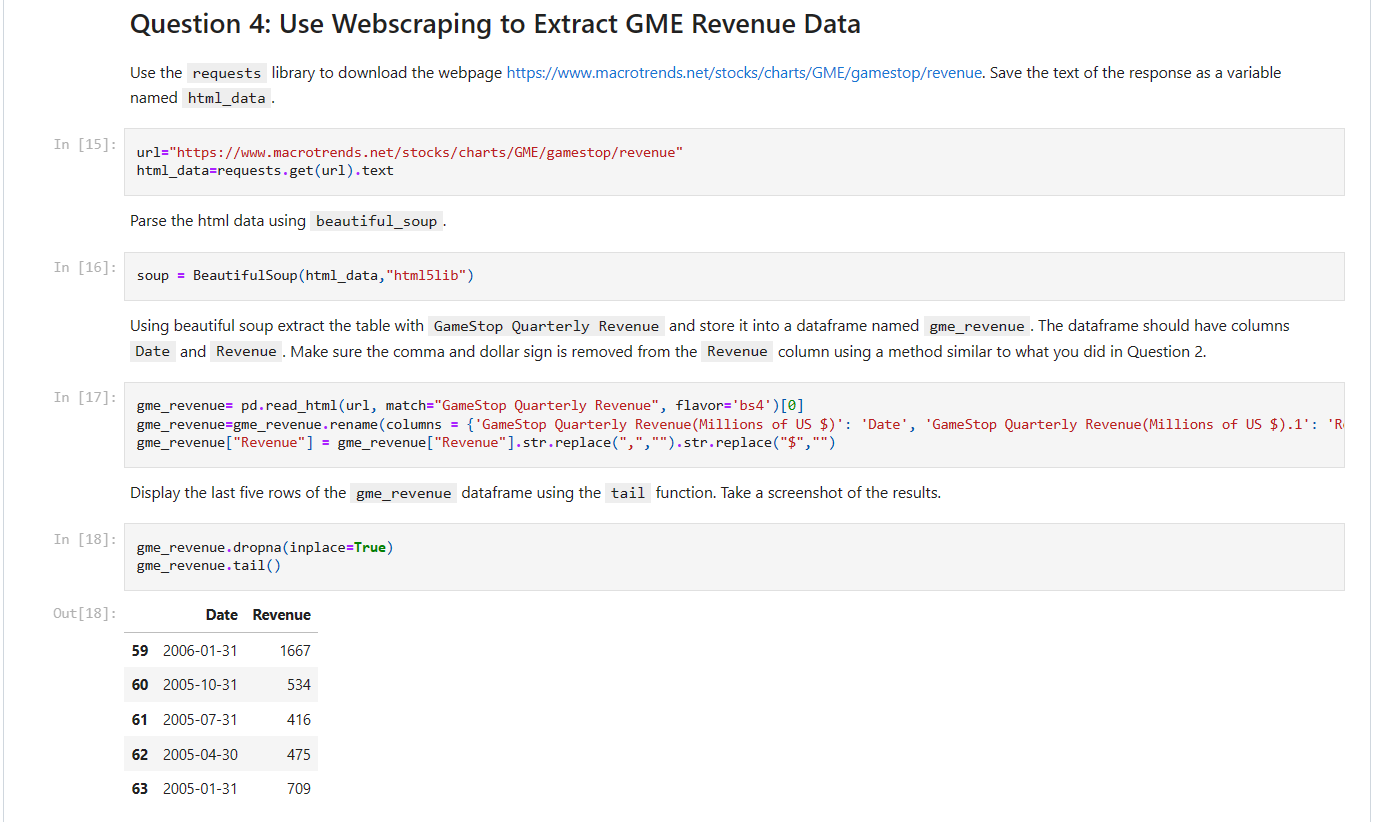 Question 4: Use Webscraping to Extract GME Revenue Data
Use the requests library to download the webpage https://www.macrotrends.net/stocks/charts/GME/gamestop/revenue. Save the text of the response as a variable
named html_data.
In [15]:
url="https://www.macrotrends.net/stocks/charts/GME/gamestop/revenue"
html_data=requests.get(url).text
Parse the html data using beautiful_soup.
In [16]:
soup = BeautifulSoup(html_data,"html5lib")
Using beautiful soup extract the table with GameStop Quarterly Revenue and store it into a dataframe named gme_revenue. The dataframe should have columns
Date and Revenue. Make sure the comma and dollar sign is removed from the Revenue column using a method similar to what you did in Question 2.
In [17]:
gme_revenue= pd.read_html(url, match="GameStop Quarterly Revenue", flavor='bs4')[0]
gme_revenue=gme_revenue.rename(columns = {'GameStop Quarterly Revenue(Millions of US $)': 'Date', 'GameStop Quarterly Revenue(Millions of US $).1': 'R
gme_revenue["Revenue"] = gme_revenue["Revenue"].str.replace(",","").str.replace("$","")
Display the last five rows of the gme_revenue dataframe using the tail function. Take a screenshot of the results.
In [18]:
gme_revenue.dropna(inplace=True)
gme_revenue.tail()
Out[18]:
Date Revenue
59 2006-01-31 1667
60 2005-10-31 534
61 2005-07-31 416
62 2005-04-30 475
63 2005-01-31 709